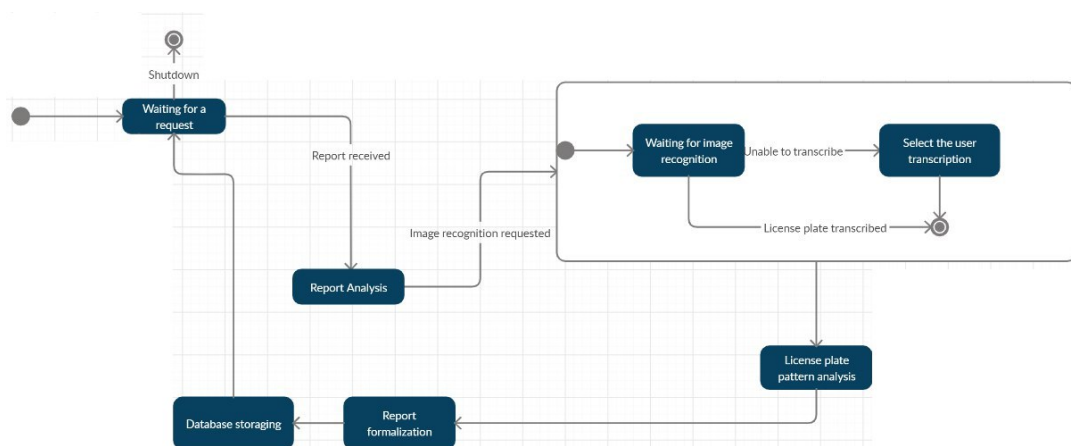 Shutdown
Waiting for a
request
Report received
Waiting for image
recognition
Unable to transcribe
Select the user
transcription
License plate transcribed
Image recognition requested
Report Analysis
License plate
pattern analysis
Report
formalization
Database storaging